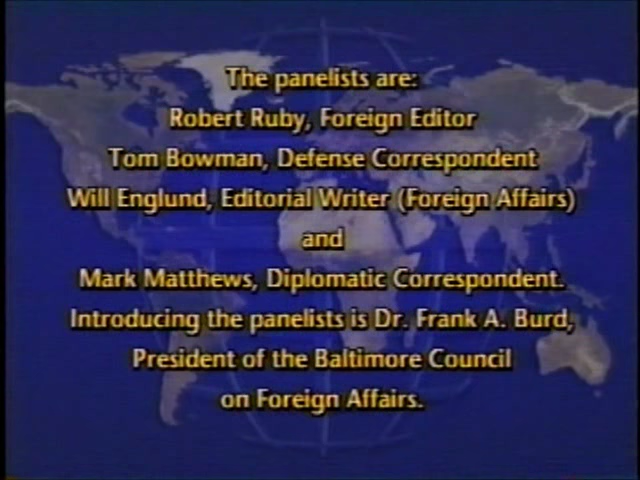 The panelists are:
Robert Ruby, Foreign Editor
Tom Bowman, Defense Correspondent
Will Englund, Editorial Writer (Foreign Affairs)
and
Mark Matthews, Diplomatic Correspondent.
Introducing the panelists is Dr. Frank A. Burd,
President of the Baltimore Council
on Foreign Affairs.